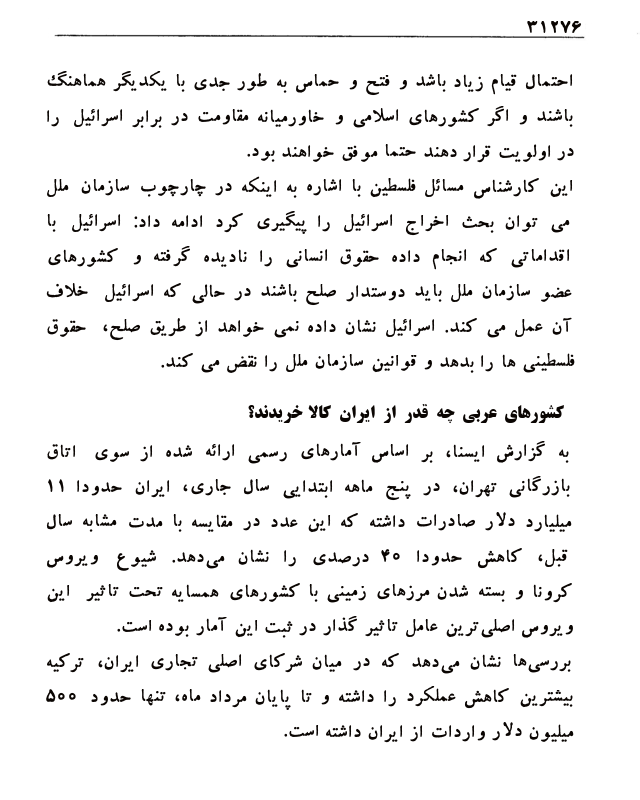 ۳۱۲۷۶
احتمال قیام زیاد باشد و فتح و حماس به طور جدی با یکدیگر هماهنگ
باشند و اگر کشورهای اسلامی و خاورمیانه مقاومت در برابر اسرائیل را
در اولویت قرار دهند حتما موفق خواهند بود.
این کارشناس مسائل فلسطین با اشاره به اینکه در چارچوب سازمان ملل
می توان بحث اخراج اسرائیل را پیگیری کرد ادامه داد: اسرائیل با
اقداماتی که انجام داده حقوق انسانی را نادیده گرفته و کشورهای
عضو سازمان ملل باید دوستدار صلح باشند در حالی که اسرائیل خلاف
آن عمل می کند. اسرائیل نشان داده نمی خواهد از طریق صلح، حقوق
فلسطینی ها را بدهد و قوانین سازمان ملل را نقض می کند.
کشورهای عربی چه قدر از ایران کالا خریدند؟
به گزارش ایسنا، بر اساس آمارهای رسمی ارائه شده از سوی اتاق
بازرگانی تهران، در پنج ماهه ابتدایی سال جاری، ایران حدودا ۱۱
میلیارد دلار صادرات داشته که این عدد در مقایسه با مدت مشابه سال
قبل، کاهش حدودا ۴۰ درصدی را نشان می‌دهد. شیوع ویروس
کرونا و بسته شدن مرزهای زمینی با کشورهای همسایه تحت تاثیر این
ویروس اصلی‌ترین عامل تاثیر گذار در ثبت این آمار بوده است.
بررسی‌ها نشان می‌دهد که در میان شرکای اصلی تجاری ایران، ترکیه
بیشترین کاهش عملکرد را داشته و تا پایان مرداد ماه، تنها حدود ۵۰۰
میلیون دلار واردات از ایران داشته است.